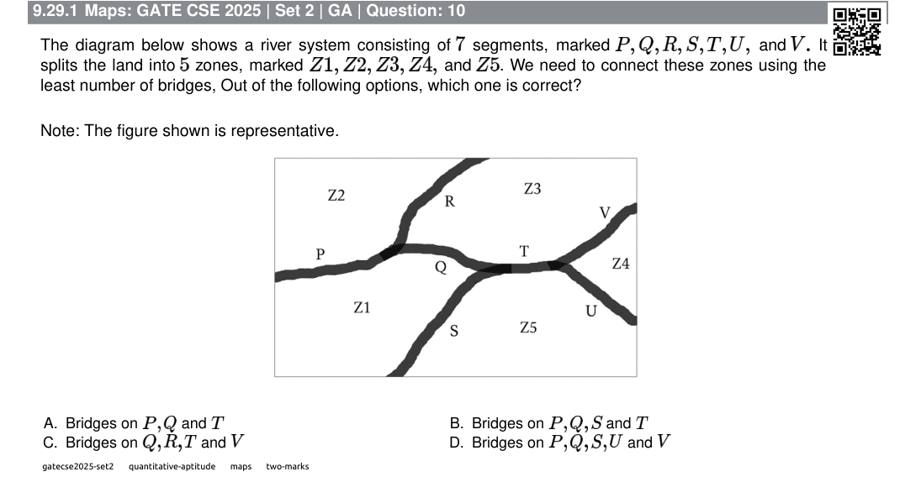 9.29.1 Maps: GATE CSE 2025 | Set 2 | GA | Question: 10
The diagram below shows a river system consisting of 7 segments, marked P, Q, R, S, T, U, and V. It
splits the land into 5 zones, marked Z1, Z2, Z3, Z4, and Z5. We need to connect these zones using the
least number of bridges, Out of the following options, which one is correct?
Note: The figure shown is representative.
Z2
R
Z3
V
P
Q
T
Z4
Z1
S
Z5
U
A. Bridges on P, Q and T
B. Bridges on P, Q, S and T
C. Bridges on Q, R, T and V
D. Bridges on P, Q, S, U and V
gatecse2025-set2 quantitative-aptitude maps two-marks